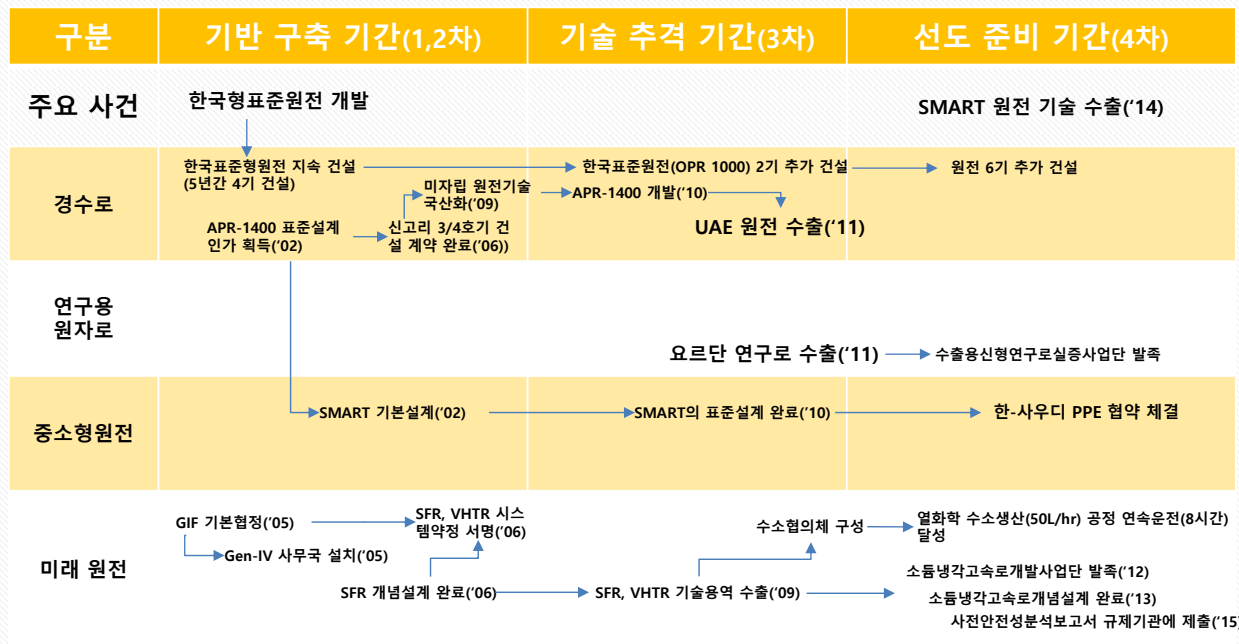 구분
기반 구축 기간(1,2차)
기술 추격 기간(3차)
선도 준비 기간(4차)
주요 사건
한국형표준원전 개발
SMART 원전 기술 수출('14)
경수로
한국표준형원전 지속 건설
(5년간 4기 건설)
한국표준원전(OPR 1000) 2기 추가 건설
원전 6기 추가 건설
미자립 원전기술
국산화('09)
APR-1400 개발('10)
APR-1400 표준설계
인가 획득('02)
신고리 3/4호기 건
설 계약 완료('06))
UAE 원전 수출('11)
연구용
원자로
요르단 연구로 수출('11)
수출용신형연구로실증사업단 발족
중소형원전
SMART 기본설계('02)
SMART의 표준설계 완료('10)
한-사우디 PPE 협약 체결
미래 원전
GIF 기본협정('05)
SFR, VHTR 시스
템약정 서명('06)
Gen-IV 사무국 설치('05)
수소협의체 구성
열화학 수소생산(50L/hr) 공정 연속운전(8시간)
달성
SFR 개념설계 완료('06)
SFR, VHTR 기술용역 수출('09)
소듐냉각고속로개발사업단 발족('12)
소듐냉각고속로개념설계 완료('13)
사전안전성분석보고서 규제기관에 제출('15)